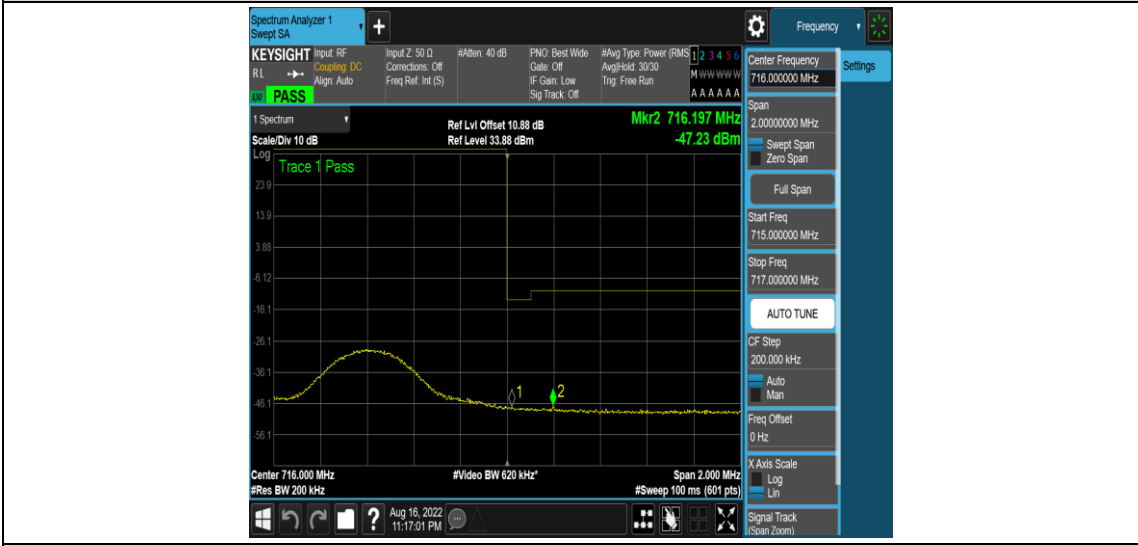 Spectrum Analyzer 1
Swept SA
+
Frequency
KEYSIGHT
RL
LXI
PASS
Input: RF
Coupling: DC
Align: Auto
Input Z: 50 Ω
Corrections: Off
Freq Ref: Int (S)
#Atten: 40 dB
PNO: Best Wide
Gate: Off
IF Gain: Low
Sig Track: Off
#Avg Type: Power (RMS
Avg|Hold: 30/30
Trig: Free Run
1 2 3 4 5 6
M W W W W W
A A A A A A
1 Spectrum
Scale/Div 10 dB
Ref Lvl Offset 10.88 dB
Ref Level 33.88 dBm
Mkr2 716.197 MHz
-47.23 dBm
Log
Trace 1 Pass
23.9
13.9
3.88
-6.12
-16.1
-26.1
-36.1
-46.1
-56.1
1
2
Center 716.000 MHz
#Video BW 620 kHz*
Span 2.000 MHz
#Res BW 200 kHz
#Sweep 100 ms (601 pts)
?
Aug 16, 2022
11:17:01 PM
Center Frequency
716.000000 MHz
Settings
Span
2.00000000 MHz
Swept Span
Zero Span
Full Span
Start Freq
715.000000 MHz
Stop Freq
717.000000 MHz
AUTO TUNE
CF Step
200.000 kHz
Auto
Man
Freq Offset
0 Hz
X Axis Scale
Log
Lin
Signal Track
(Span Zoom)